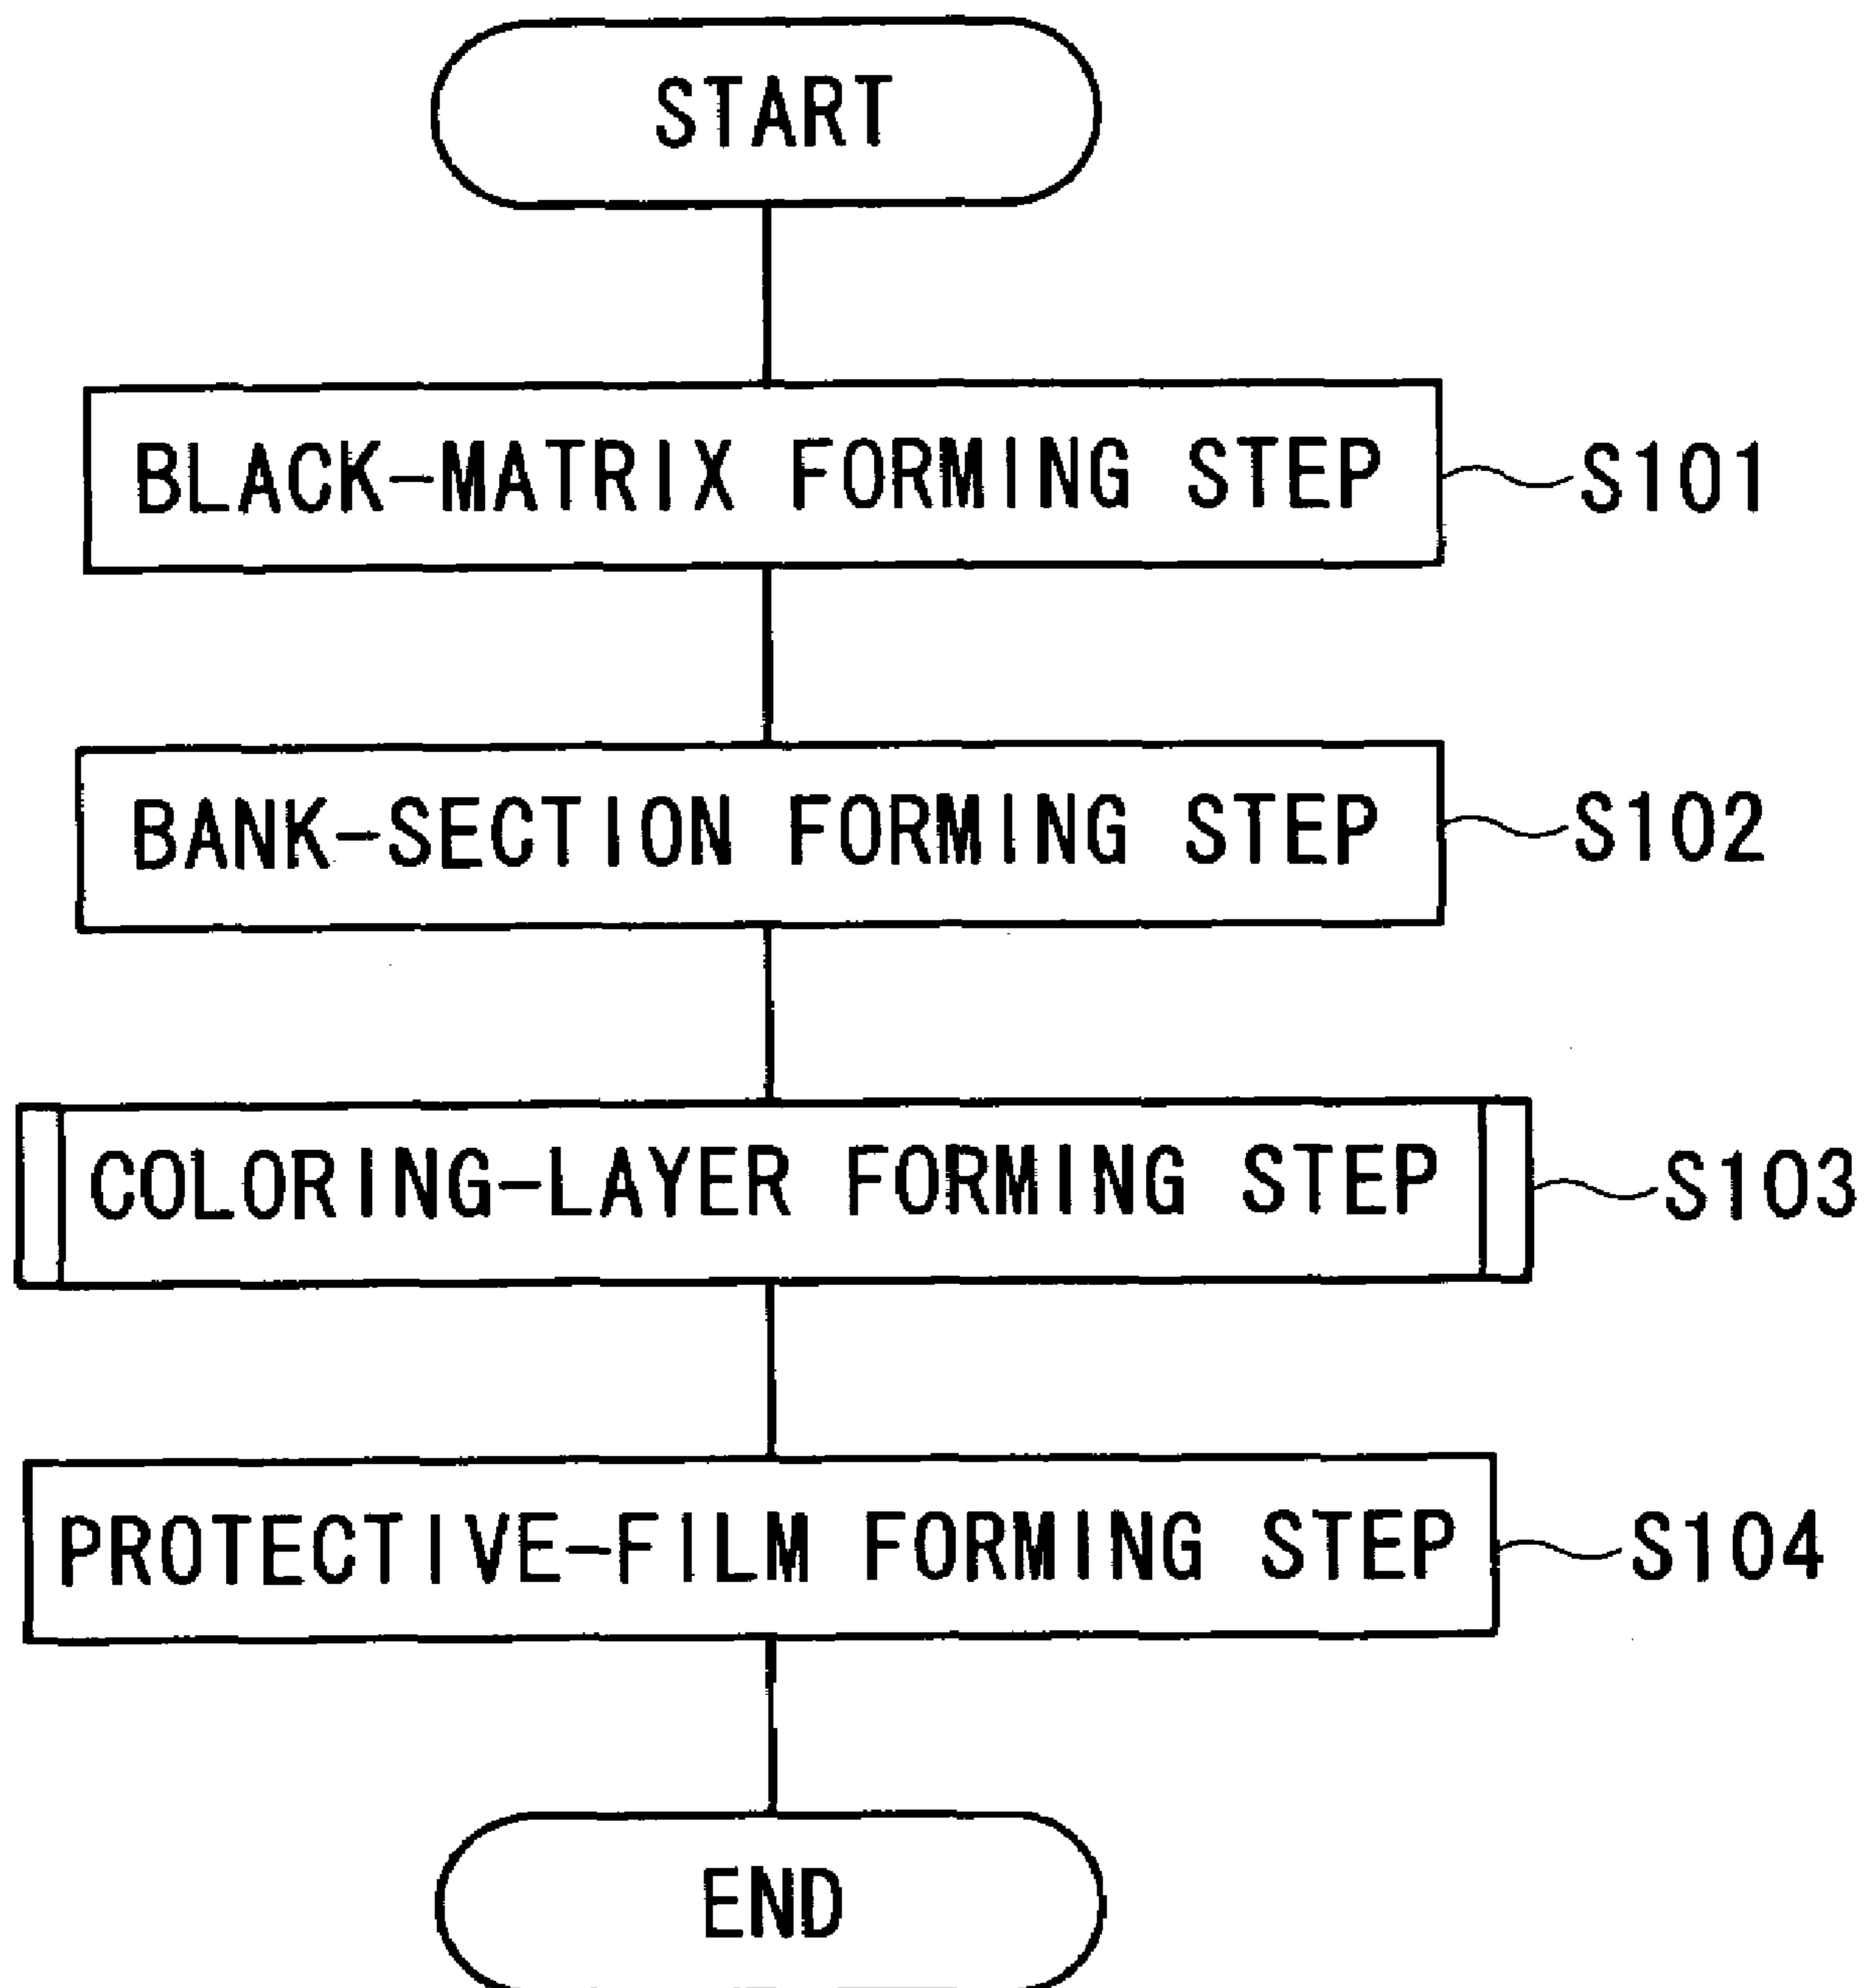 START
BLACK-MATRIX FORMING STEP S101
BANK-SECTION FORMING STEP S102
COLORING-LAYER FORMING STEP S103
PROTECTIVE-FILM FORMING STEP S104
END